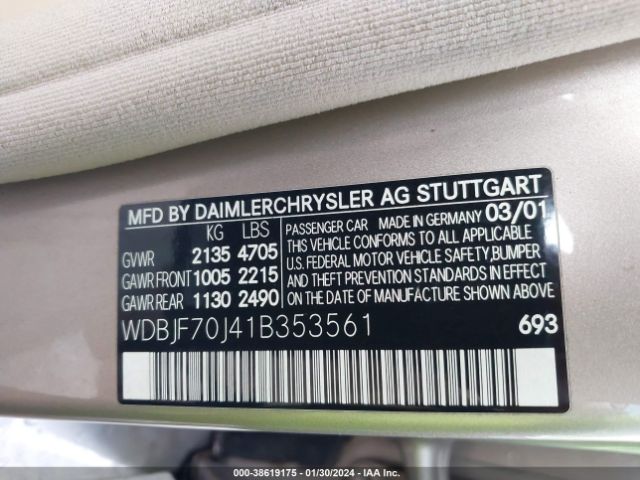 MFD BY DAIMLERCHRYSLER AG STUTTGART
KG LBS
GVWR 2135 4705
GAWR FRONT 1005 2215
GAWR REAR 1130 2490
PASSENGER CAR MADE IN GERMANY 03/01
THIS VEHICLE CONFORMS TO ALL APPLICABLE
U.S. FEDERAL MOTOR VEHICLE SAFETY,BUMPER
AND THEFT PREVENTION STANDARDS IN EFFECT
ON THE DATE OF MANUFACTURE SHOWN ABOVE.
WDBJF70J41B353561 693
000-38619175 - 01/30/2024 - IAA Inc.